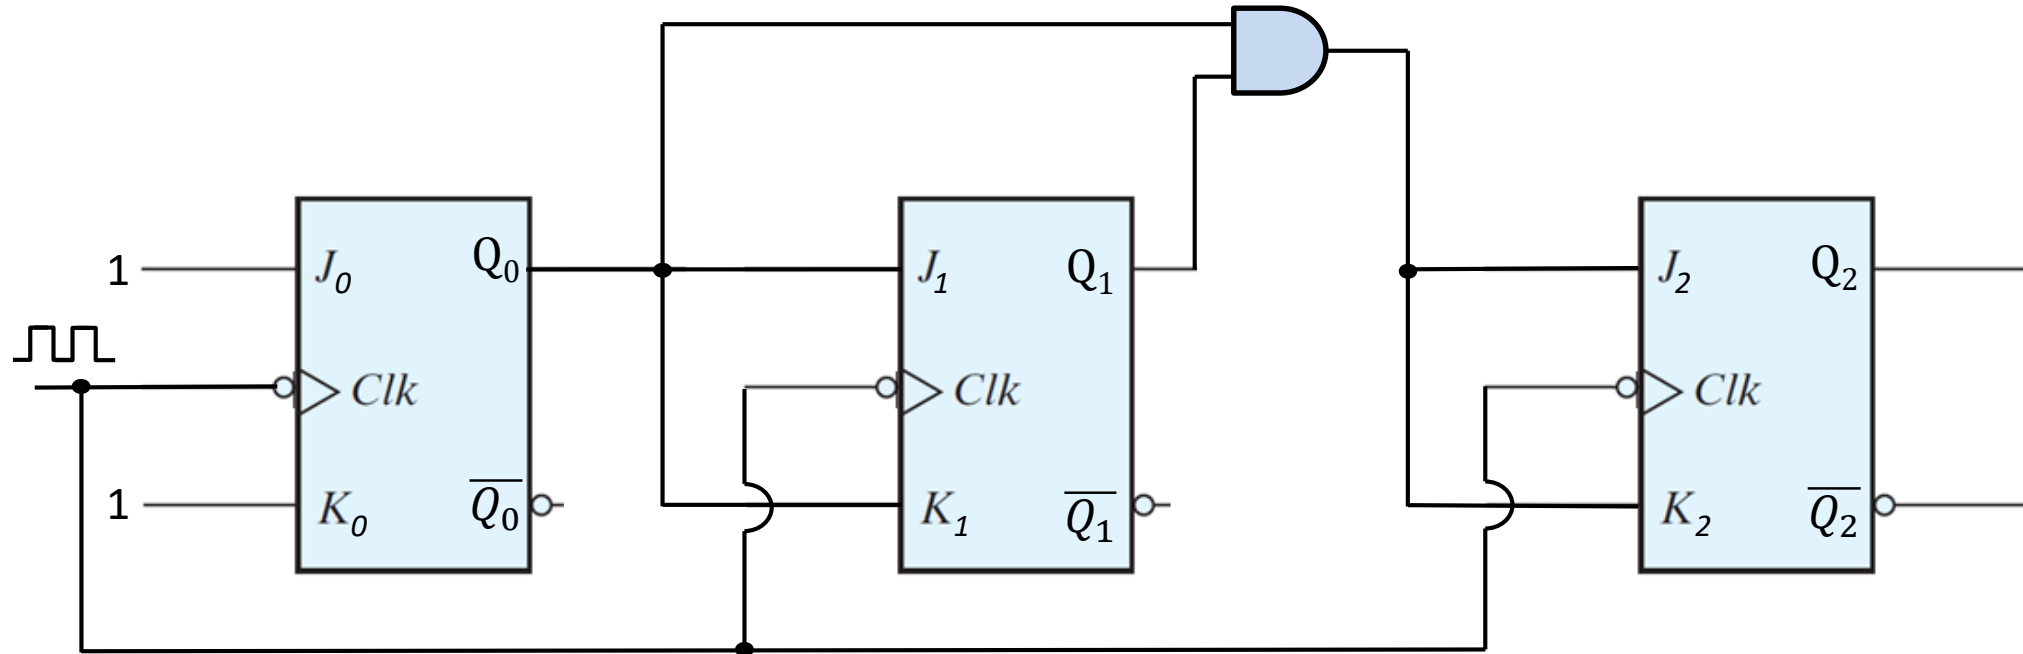 1 J₀ Q₀ J₁ Q₁ J₂ Q₂
Clk Clk Clk
1 K₀ Q̅₀ K₁ Q̅₁ K₂ Q̅₂